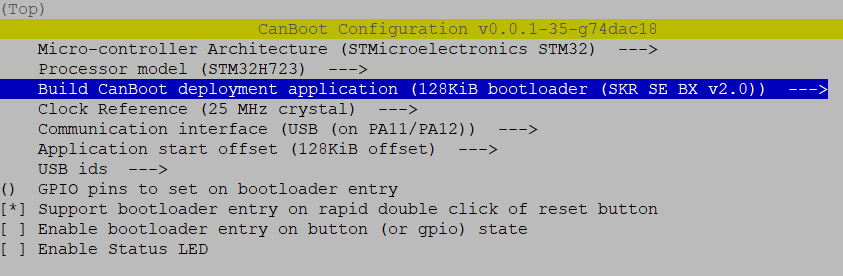 (Top)
CanBoot Configuration v0.0.1-35-g74dac18
Micro-controller Architecture (STMicroelectronics STM32)  --->
Processor model (STM32H723)  --->
Build CanBoot deployment application (128KiB bootloader (SKR SE BX v2.0))  --->
Clock Reference (25 MHz crystal)  --->
Communication interface (USB (on PA11/PA12))  --->
Application start offset (128KiB offset)  --->
USB ids  --->
()  GPIO pins to set on bootloader entry
[*] Support bootloader entry on rapid double click of reset button
[ ] Enable bootloader entry on button (or gpio) state
[ ] Enable Status LED